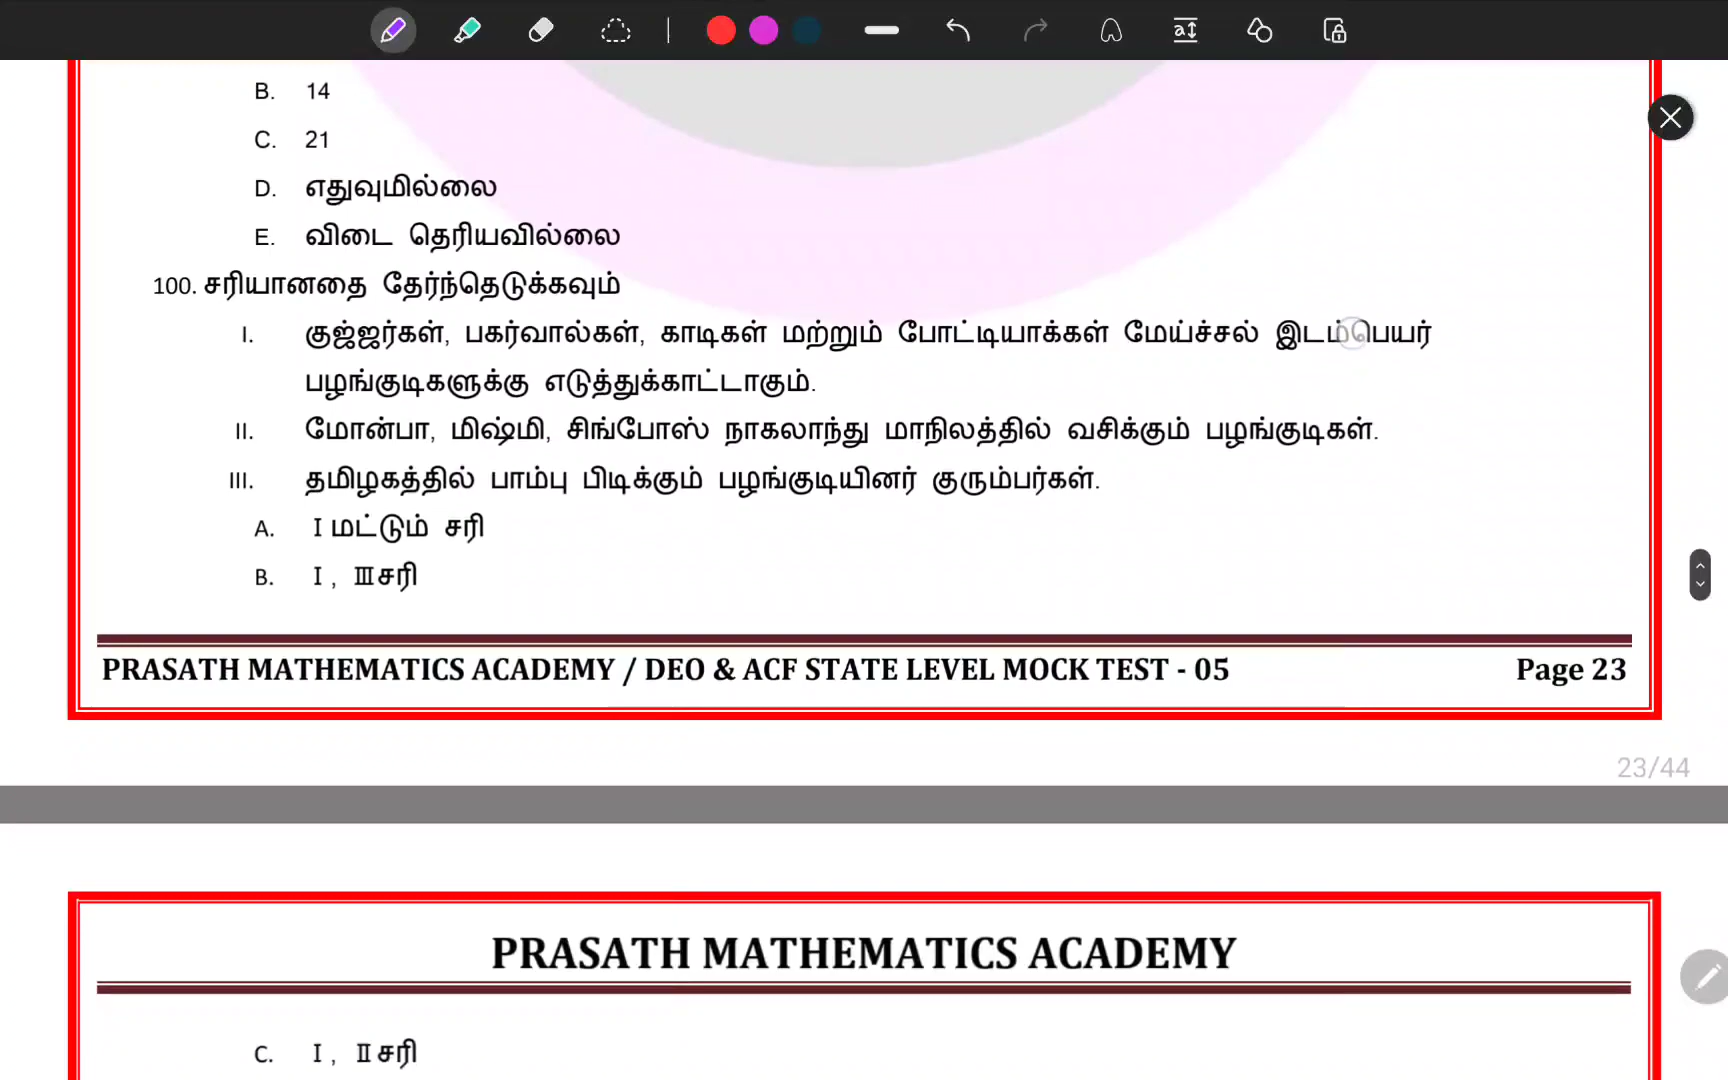 B. 14
C. 21
D. எதுவுமில்லை
E. விடை தெரியவில்லை
100. சரியானதை தேர்ந்தெடுக்கவும்
I. குஜ்ஜர்கள், பகர்வால்கள், காடிகள் மற்றும் போட்டியாக்கள் மேய்ச்சல் இடம்பெயர்
பழங்குடிகளுக்கு எடுத்துக்காட்டாகும்.
II. மோன்பா, மிஷ்மி, சிங்போஸ் நாகலாந்து மாநிலத்தில் வசிக்கும் பழங்குடிகள்.
III. தமிழகத்தில் பாம்பு பிடிக்கும் பழங்குடியினர் குரும்பர்கள்.
A. I மட்டும் சரி
B. I , III சரி
PRASATH MATHEMATICS ACADEMY / DEO & ACF STATE LEVEL MOCK TEST - 05 Page 23
23/44
PRASATH MATHEMATICS ACADEMY
C. I , II சரி